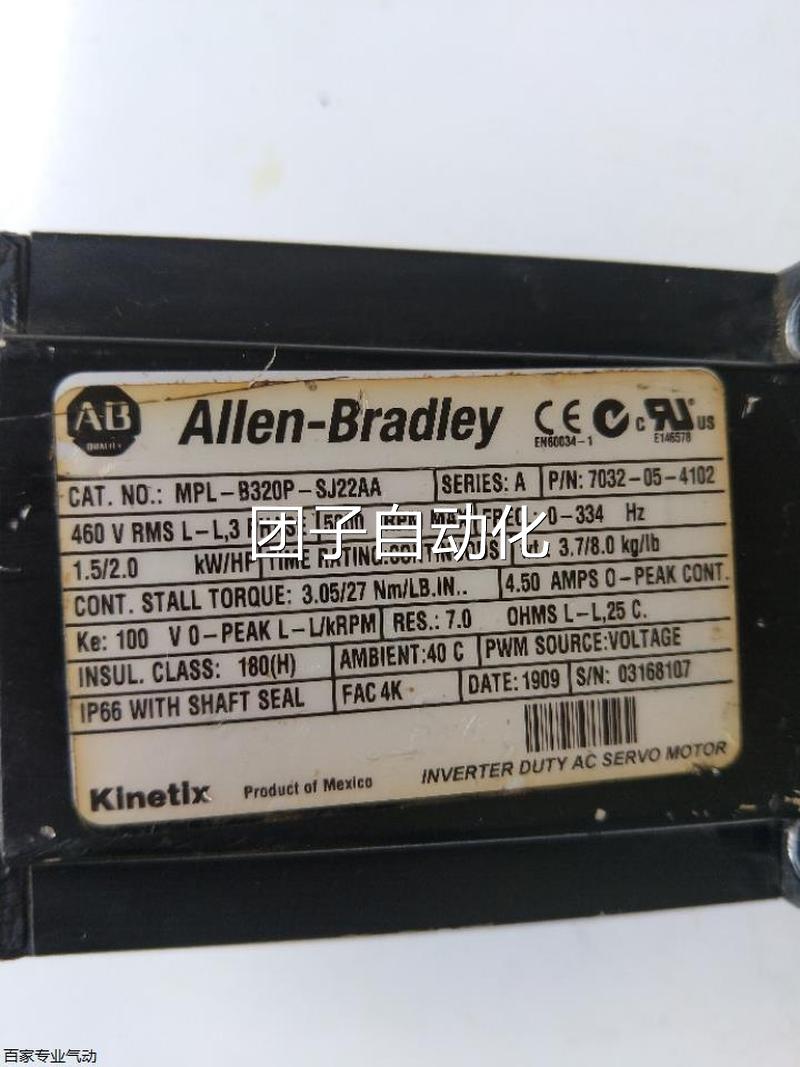 AB
QUALITY
Allen-Bradley
CE
EN60034-1
c
US
E146578
CAT. NO.: MPL-B320P-SJ22AA
SERIES: A
P/N: 7032-05-4102
460 V RMS L-L,3
0-334 Hz
团子自动化
1.5/2.0 kW/HP
TIME RATING:CONTINUOUS
3.7/8.0 kg/lb
CONT. STALL TORQUE: 3.05/27 Nm/LB.IN..
4.50 AMPS 0-PEAK CONT.
Ke: 100 V 0-PEAK L-L/kRPM
RES.: 7.0 OHMS L-L,25 C.
INSUL. CLASS: 180(H)
AMBIENT:40 C
PWM SOURCE:VOLTAGE
IP66 WITH SHAFT SEAL
FAC 4K
DATE: 1909
S/N: 03168107
Kinetix
Product of Mexico
INVERTER DUTY AC SERVO MOTOR
百家专业气动